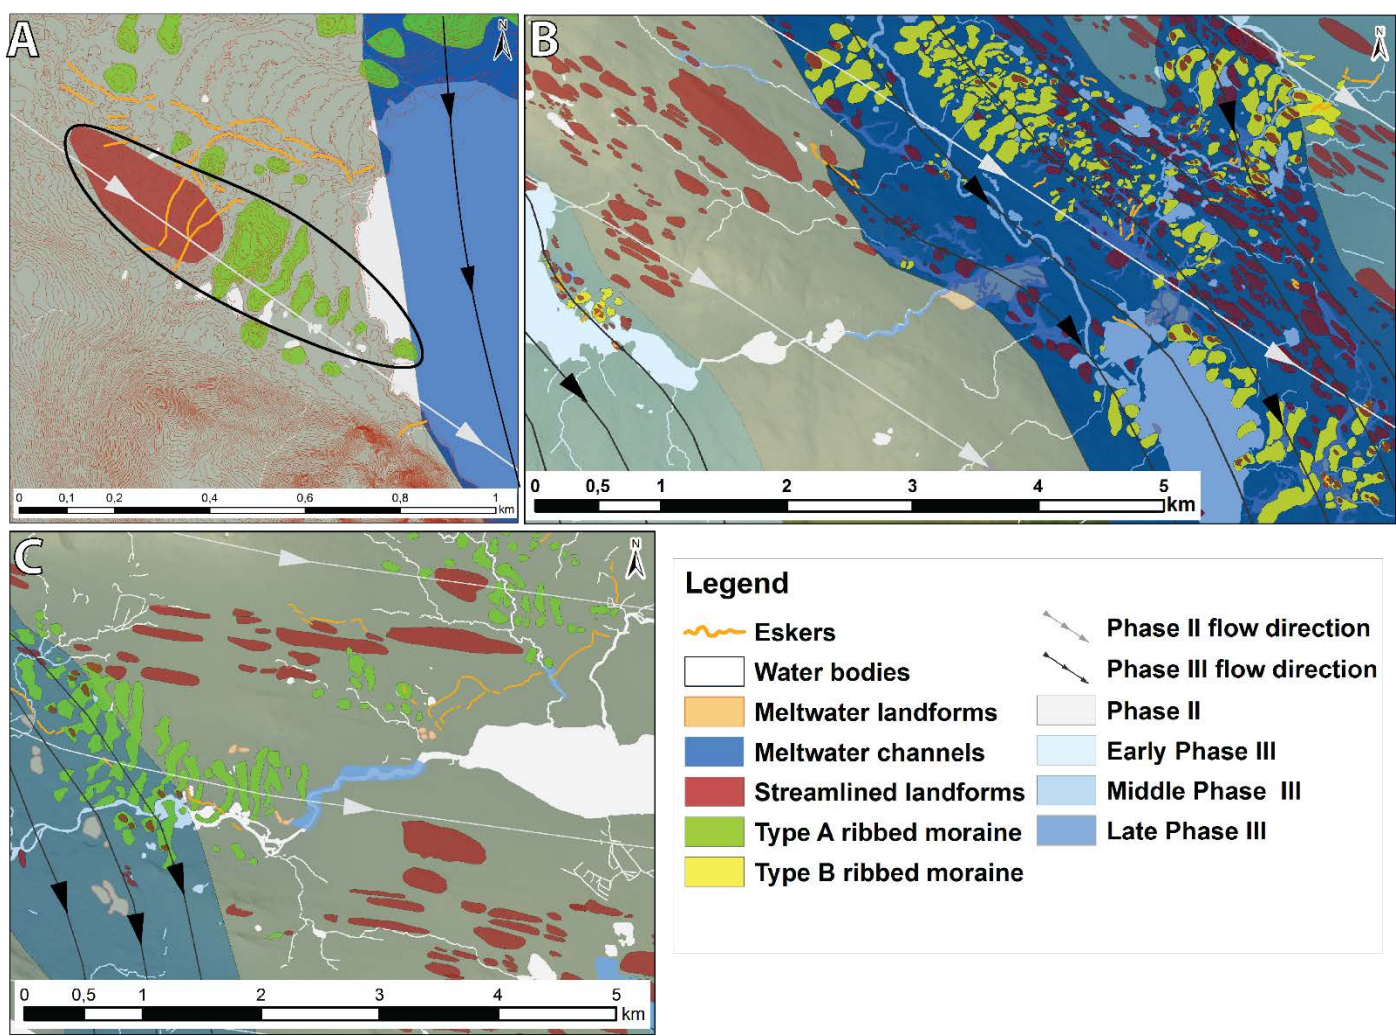 A
N
0 0,1 0,2 0,4 0,6 0,8 1
km
B
N
0 0,5 1 2 3 4 5
km
C
N
0 0,5 1 2 3 4 5
km
Legend
Eskers
Water bodies
Meltwater landforms
Meltwater channels
Streamlined landforms
Type A ribbed moraine
Type B ribbed moraine
Phase II flow direction
Phase III flow direction
Phase II
Early Phase III
Middle Phase III
Late Phase III